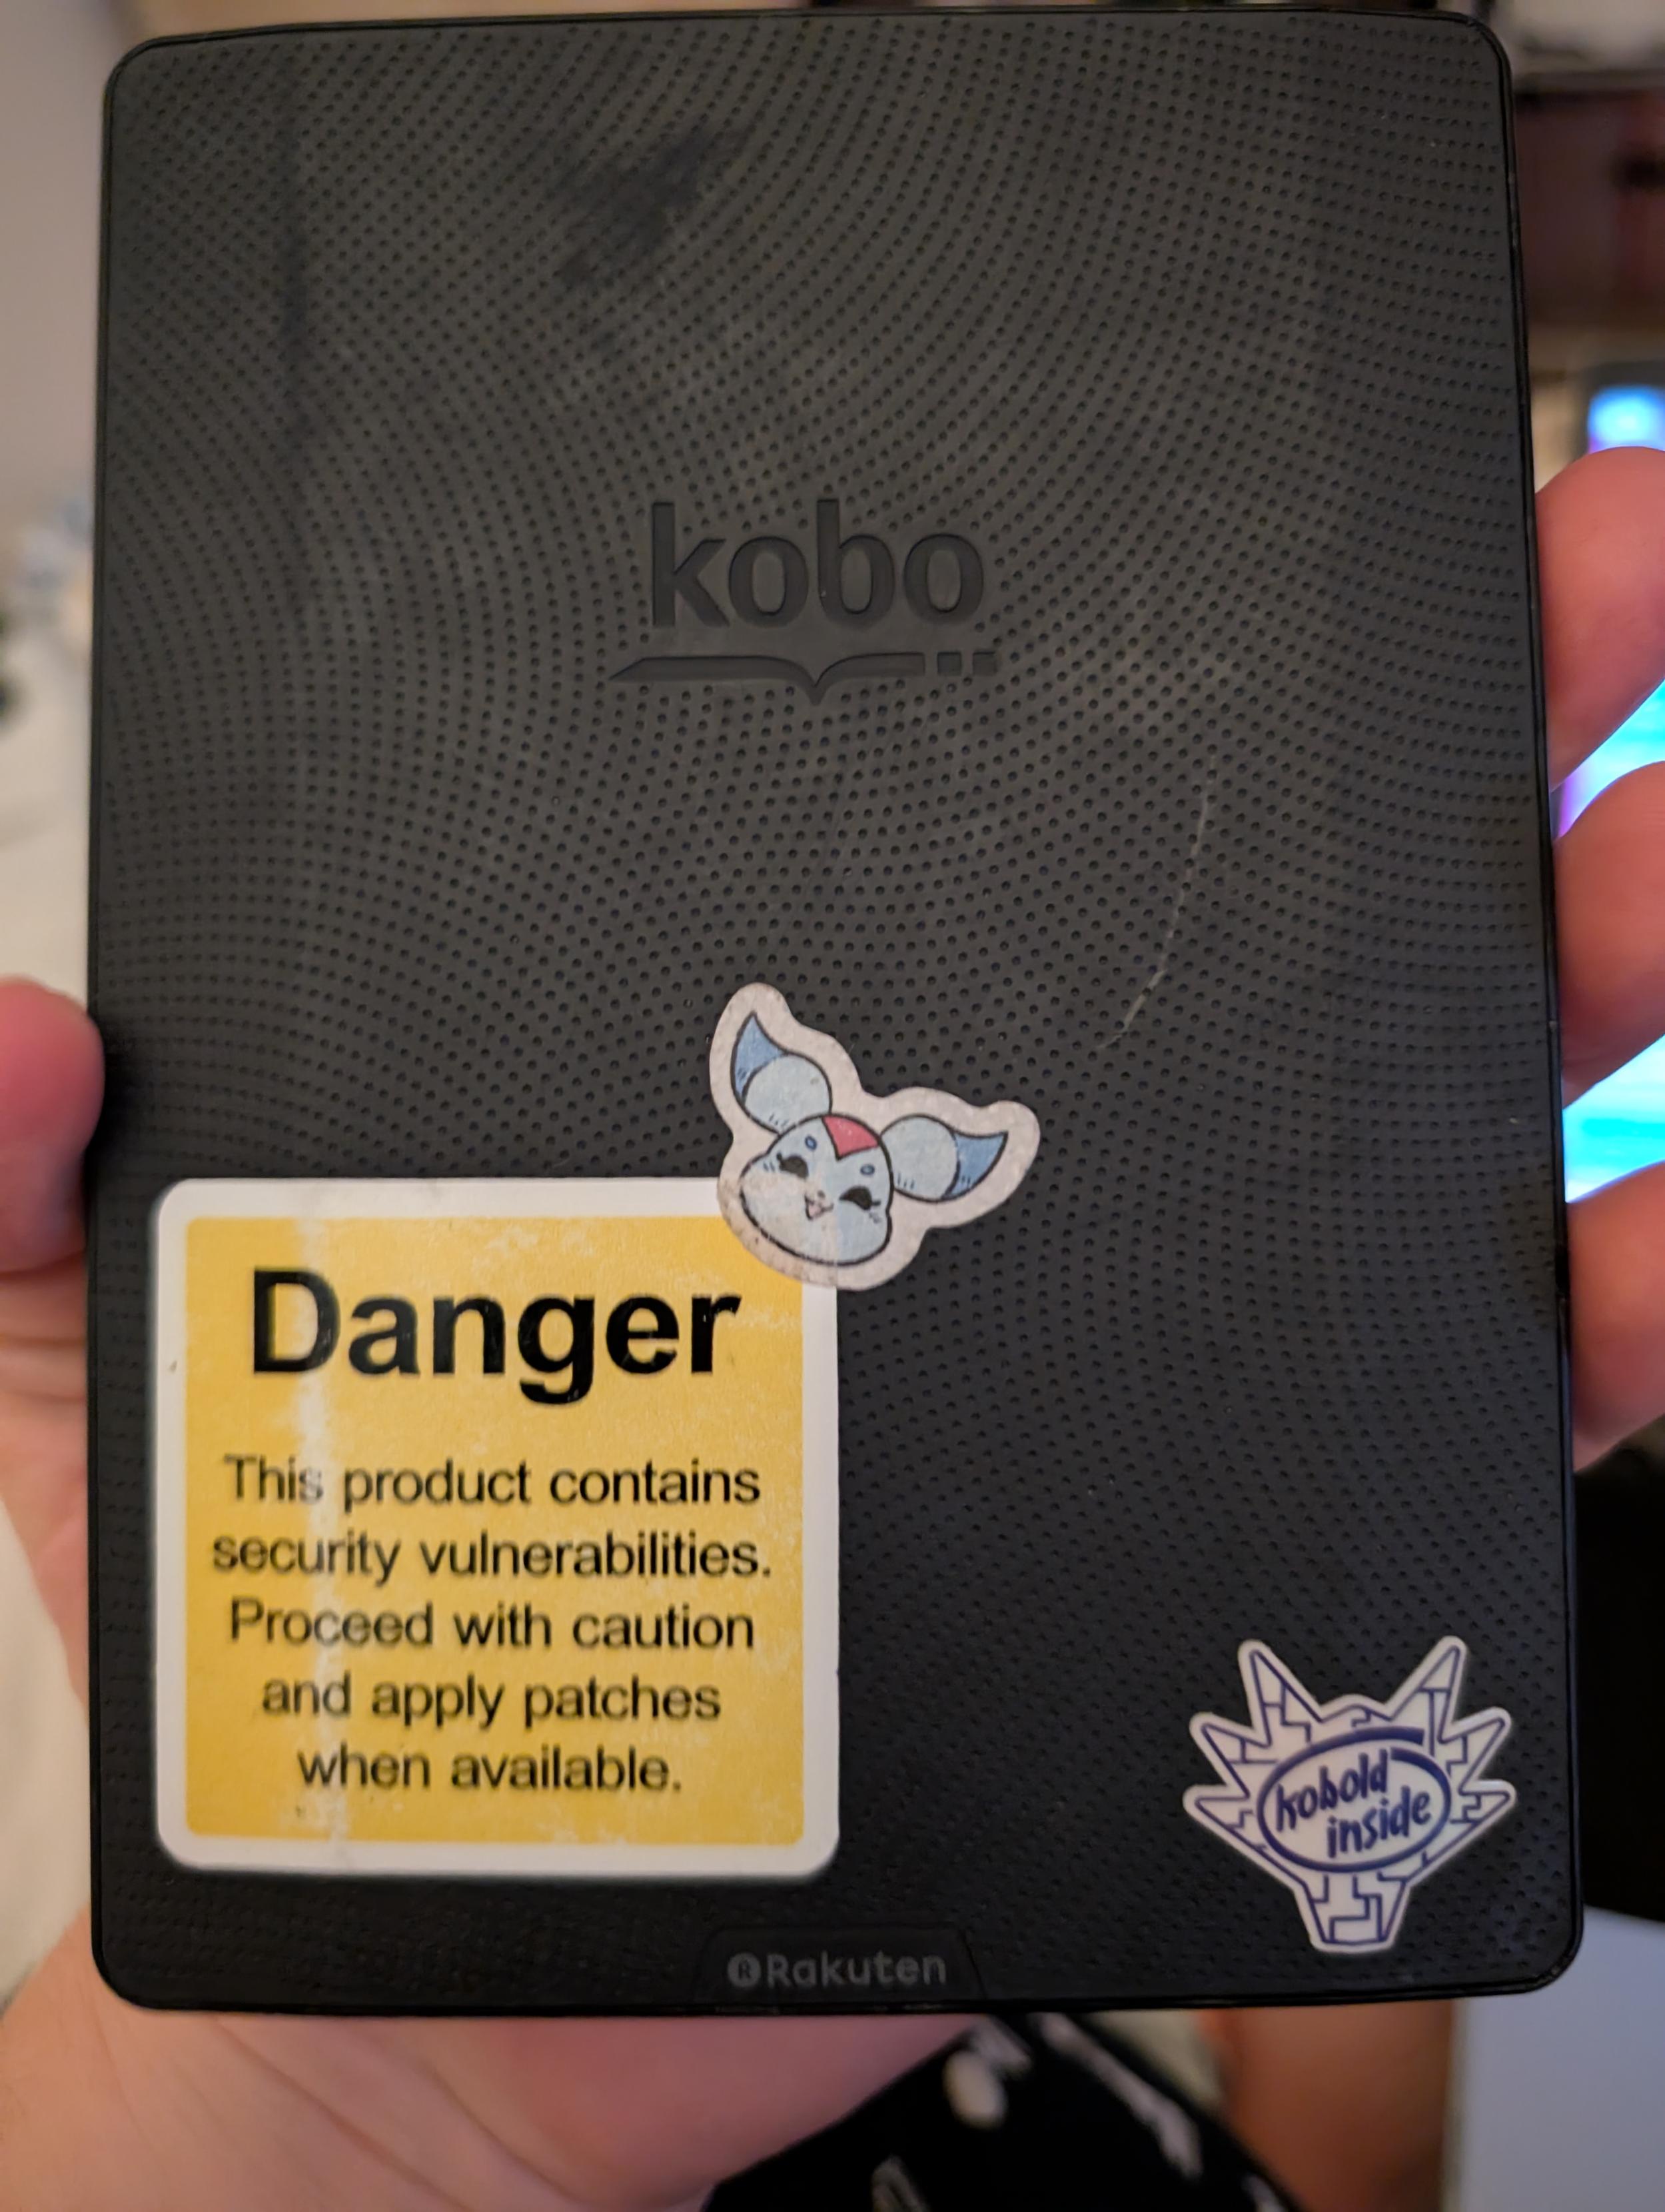 kobo
Danger
This product contains
security vulnerabilities.
Proceed with caution
and apply patches
when available.
kobold
inside
Rakuten